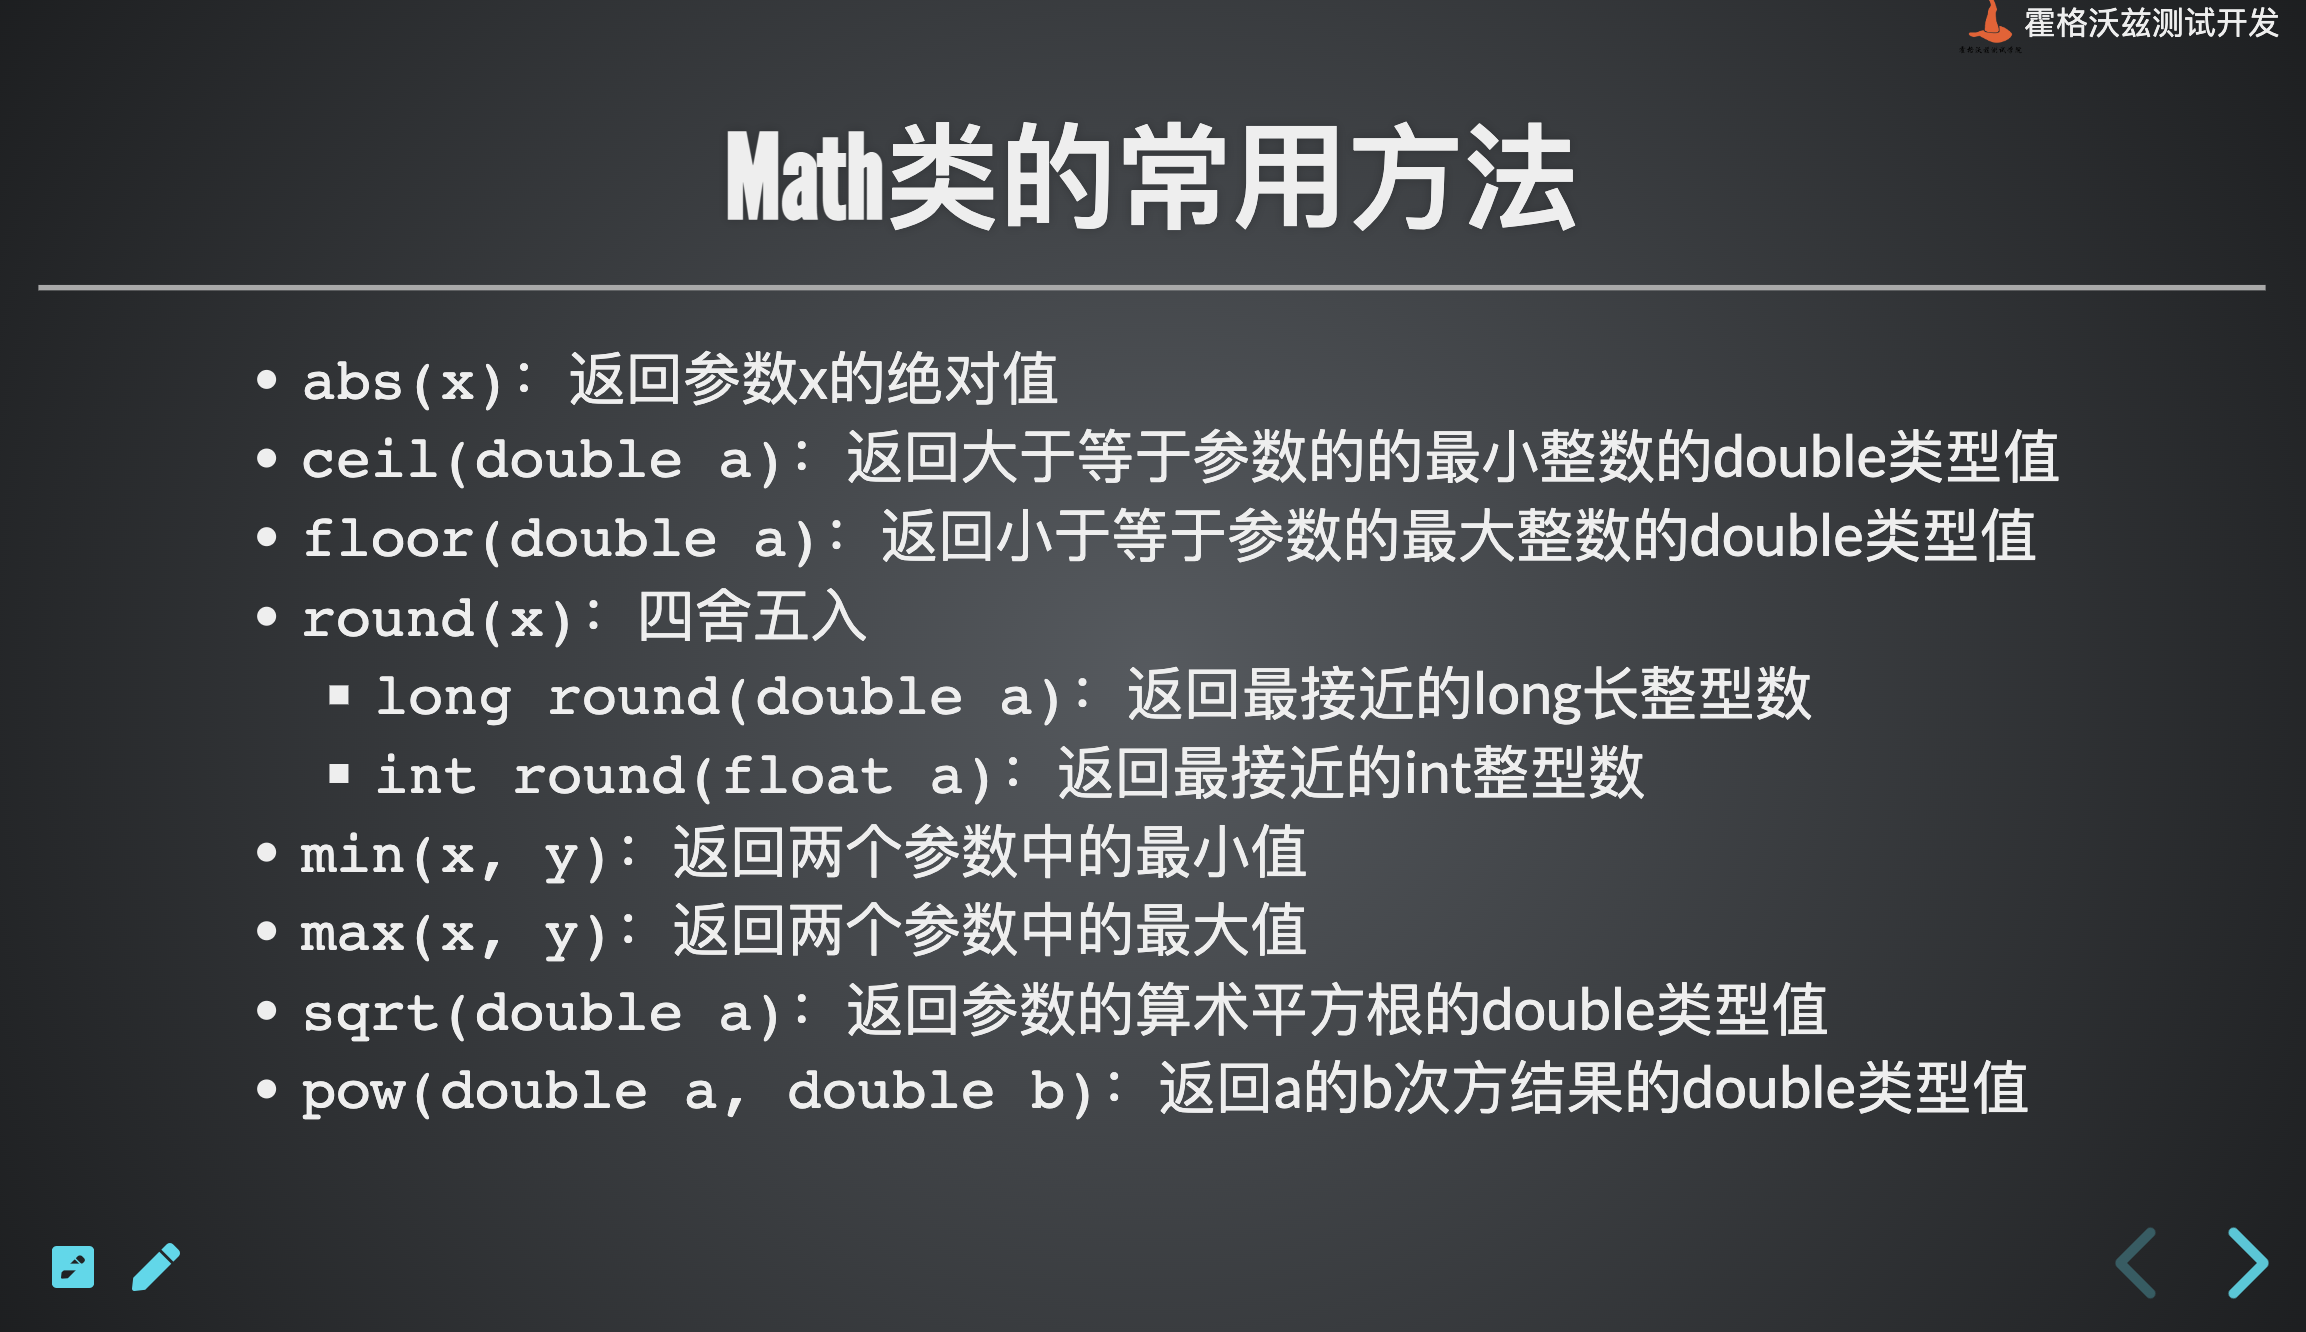 霍格沃兹测试开发
Math类的常用方法
• abs(x)：返回参数x的绝对值
• ceil(double a)：返回大于等于参数的的最小整数的double类型值
• floor(double a)：返回小于等于参数的最大整数的double类型值
• round(x)：四舍五入
▪ long round(double a)：返回最接近的long长整型数
▪ int round(float a)：返回最接近的int整型数
• min(x, y)：返回两个参数中的最小值
• max(x, y)：返回两个参数中的最大值
• sqrt(double a)：返回参数的算术平方根的double类型值
• pow(double a, double b)：返回a的b次方结果的double类型值